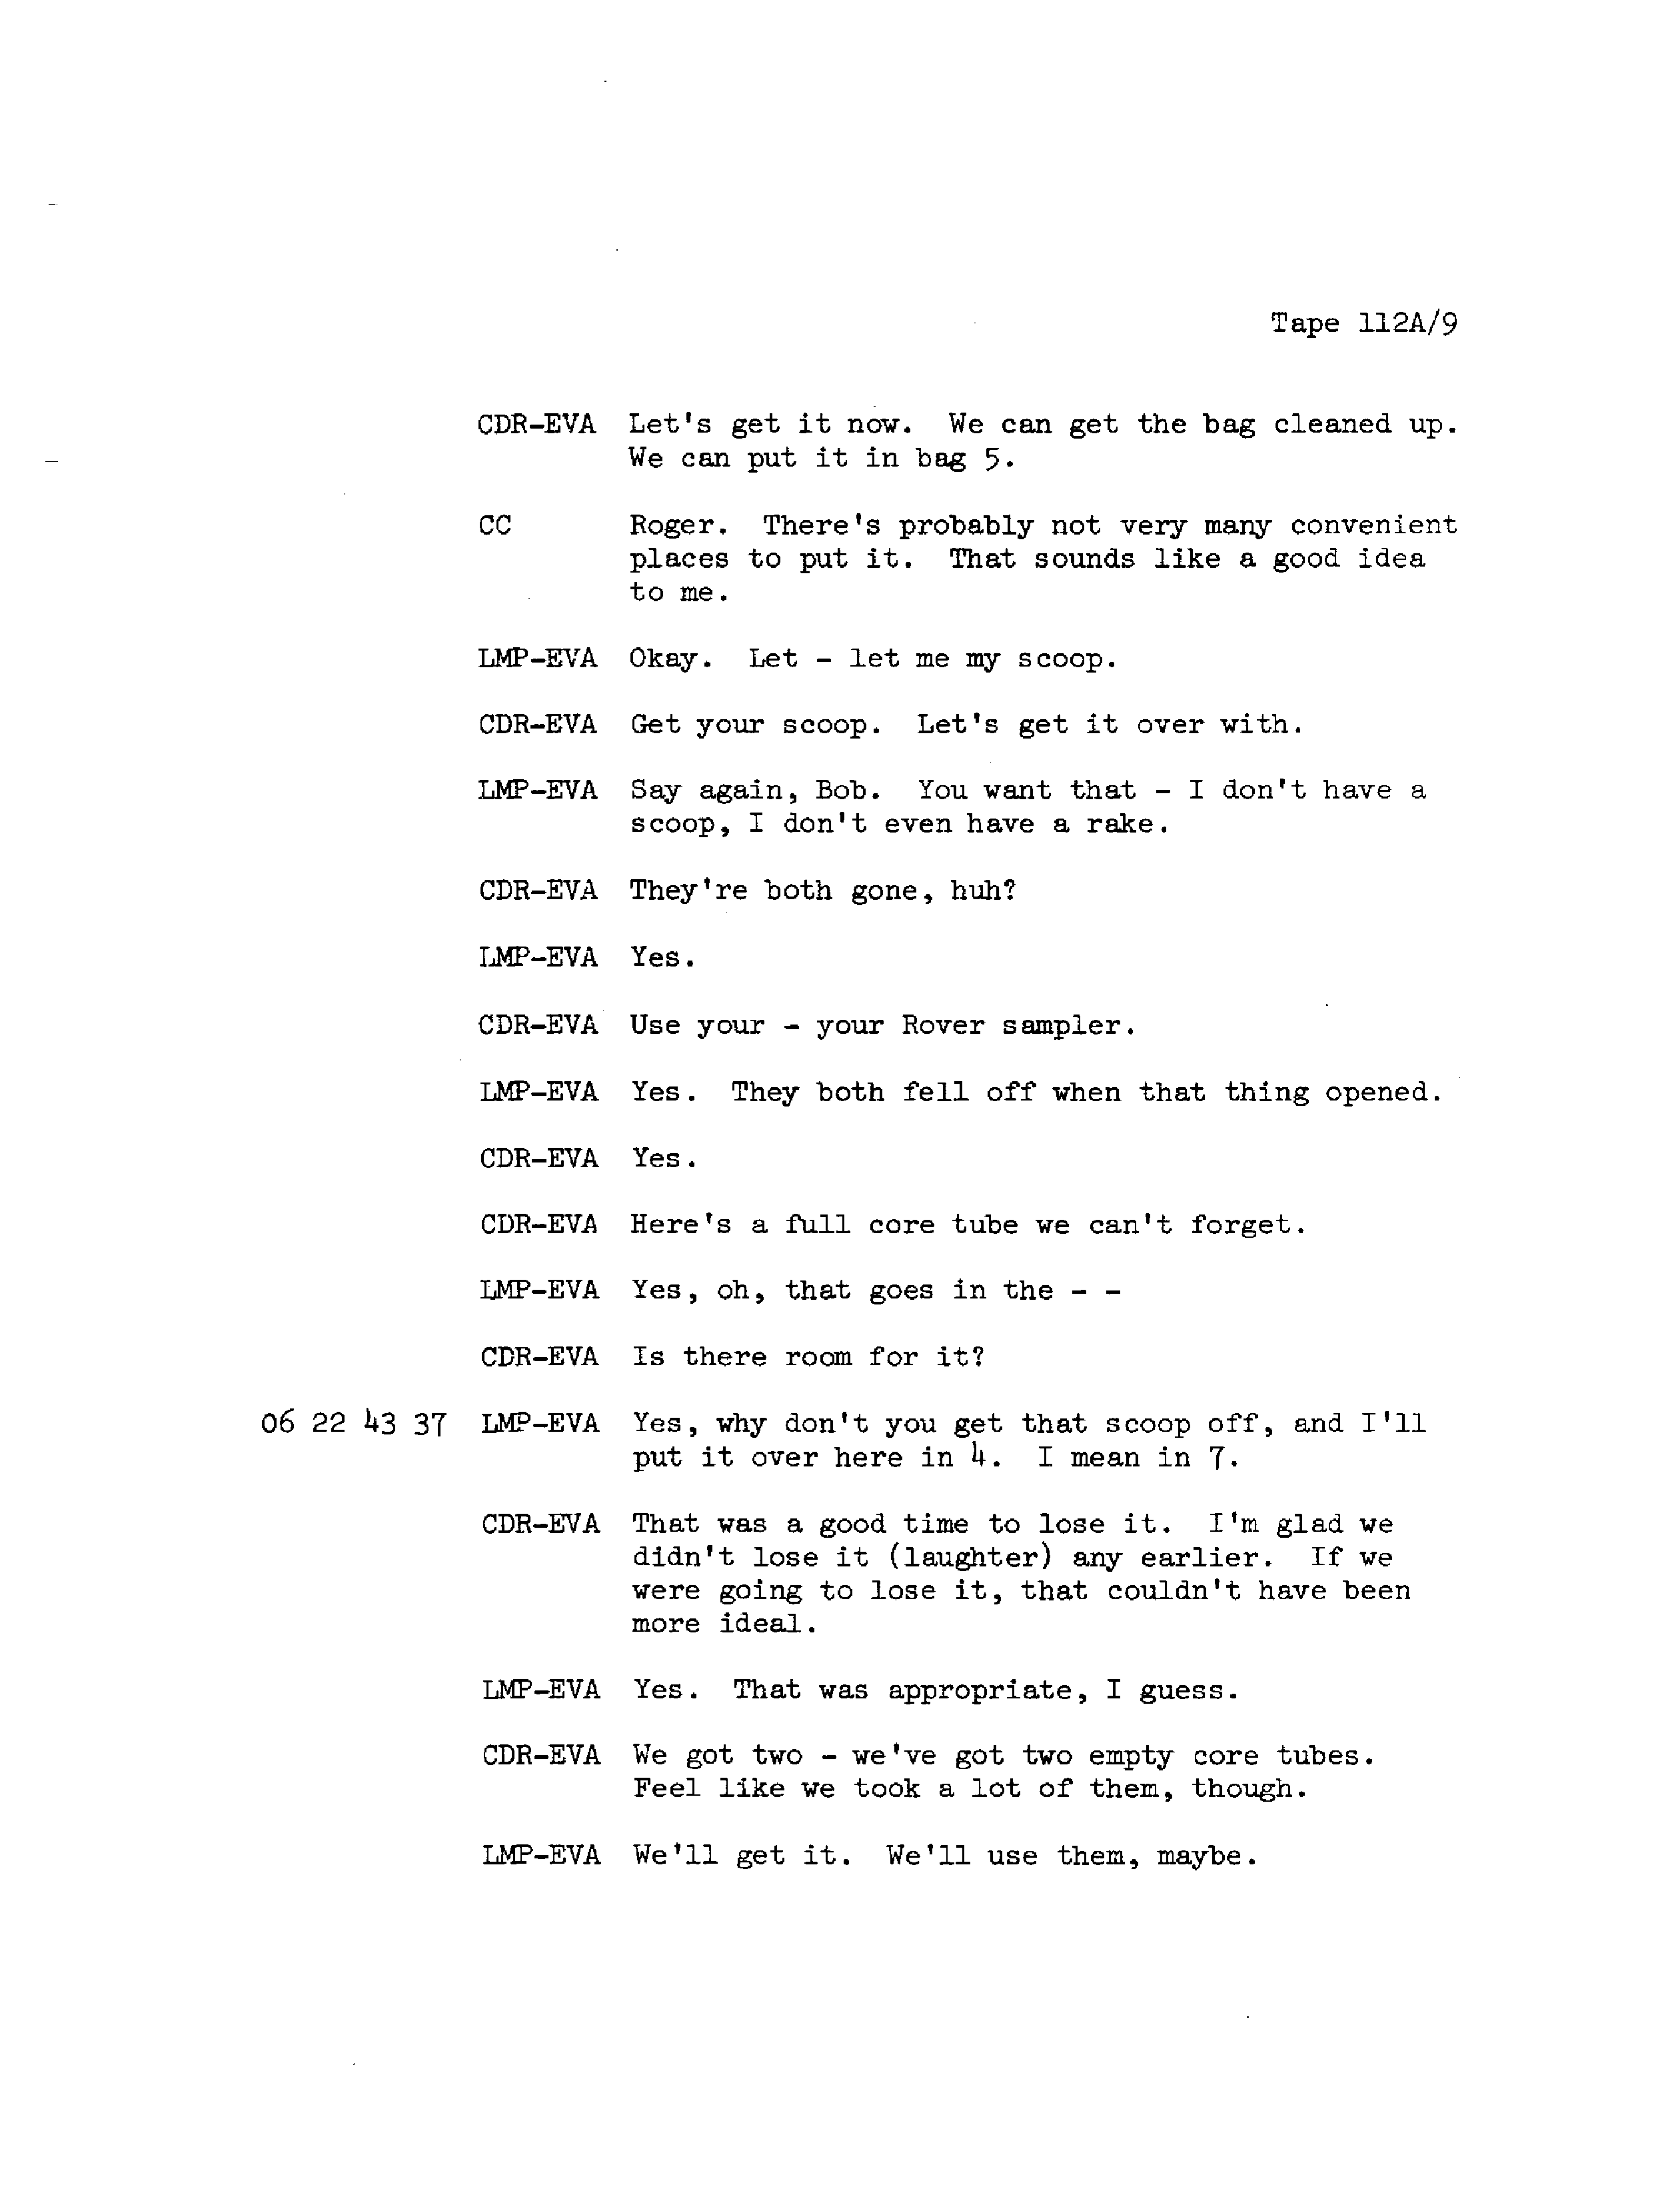 Tape 112A/9
CDR-EVA Let's get it now. We can get the bag cleaned up.
We can put it in bag 5.
CC Roger. There's probably not very many convenient
places to put it. That sounds like a good idea
to me.
LMP-EVA Okay. Let - let me my scoop.
CDR-EVA Get your scoop. Let's get it over with.
LMP-EVA Say again, Bob. You want that - I don't have a
scoop, I don't even have a rake.
CDR-EVA They're both gone, huh?
LMP-EVA Yes.
CDR-EVA Use your - your Rover sampler.
LMP-EVA Yes. They both fell off when that thing opened.
CDR-EVA Yes.
CDR-EVA Here's a full core tube we can't forget.
LMP-EVA Yes, oh, that goes in the - -
CDR-EVA Is there room for it?
06 22 43 37 LMP-EVA Yes, why don't you get that scoop off, and I'll
put it over here in 4. I mean in 7.
CDR-EVA That was a good time to lose it. I'm glad we
didn't lose it (laughter) any earlier. If we
were going to lose it, that couldn't have been
more ideal.
LMP-EVA Yes. That was appropriate, I guess.
CDR-EVA We got two - we've got two empty core tubes.
Feel like we took a lot of them, though.
LMP-EVA We'll get it. We'll use them, maybe.